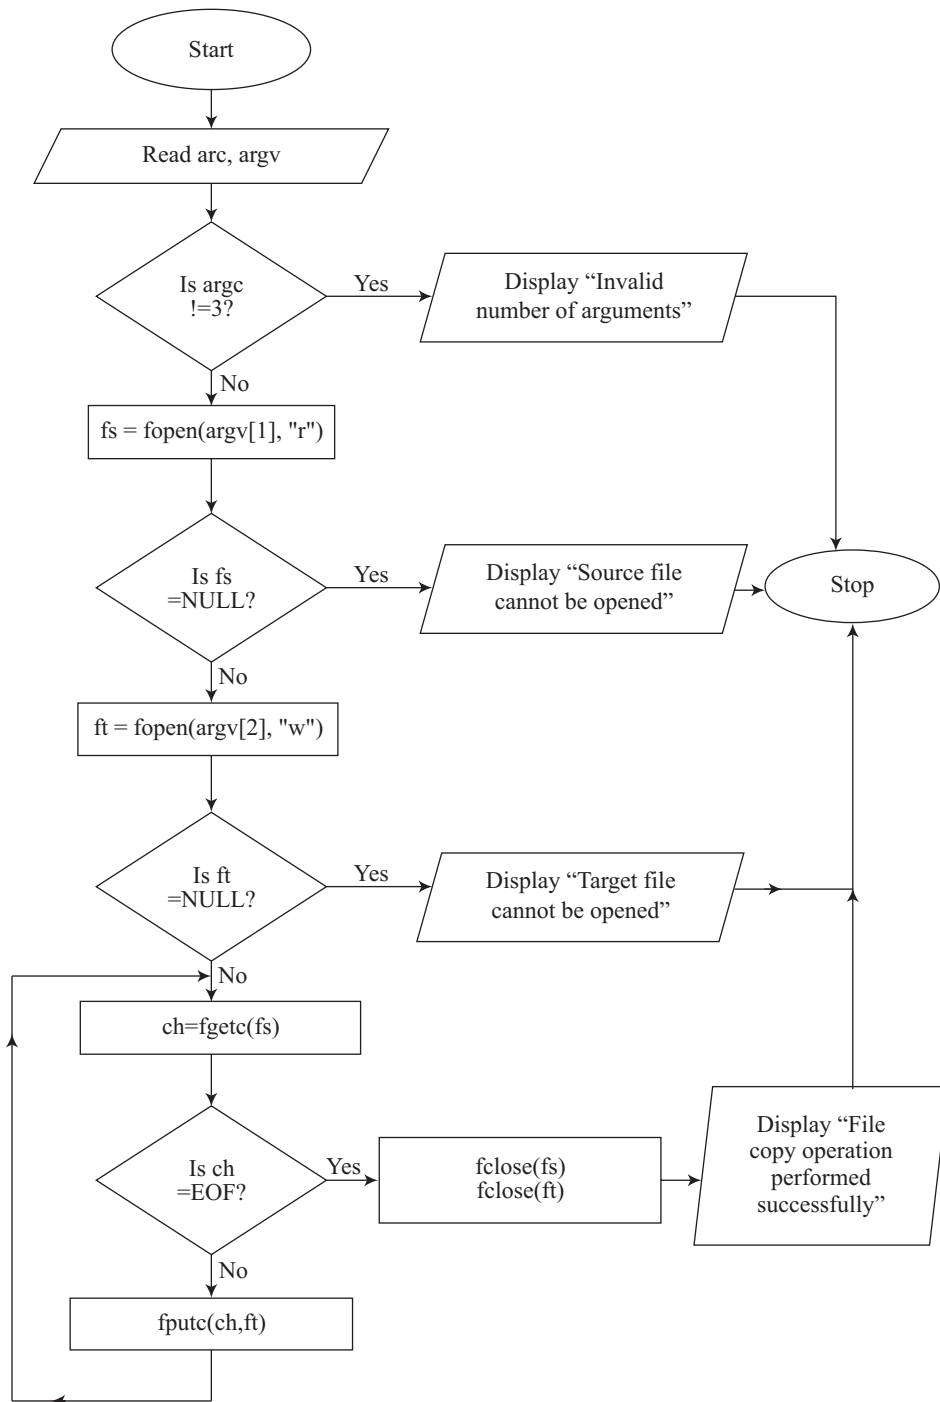 Start
Read arc, argv
Is argc
!=3?
Yes
Display “Invalid
number of arguments”
No
fs = fopen(argv[1], "r")
Is fs
=NULL?
Yes
Display “Source file
cannot be opened”
Stop
No
ft = fopen(argv[2], "w")
Is ft
=NULL?
Yes
Display “Target file
cannot be opened”
No
ch=fgetc(fs)
Is ch
=EOF?
Yes
fclose(fs)
fclose(ft)
Display “File
copy operation
performed
successfully”
No
fputc(ch,ft)